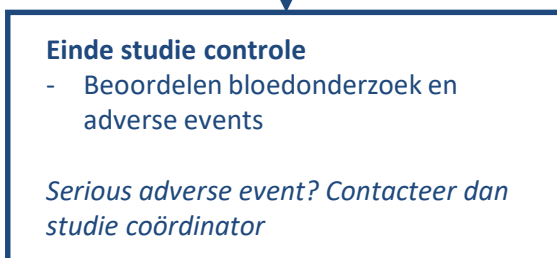 Einde studie controle
- Beoordelen bloedonderzoek en
adverse events
Serious adverse event? Contacteer dan
studie coördinator